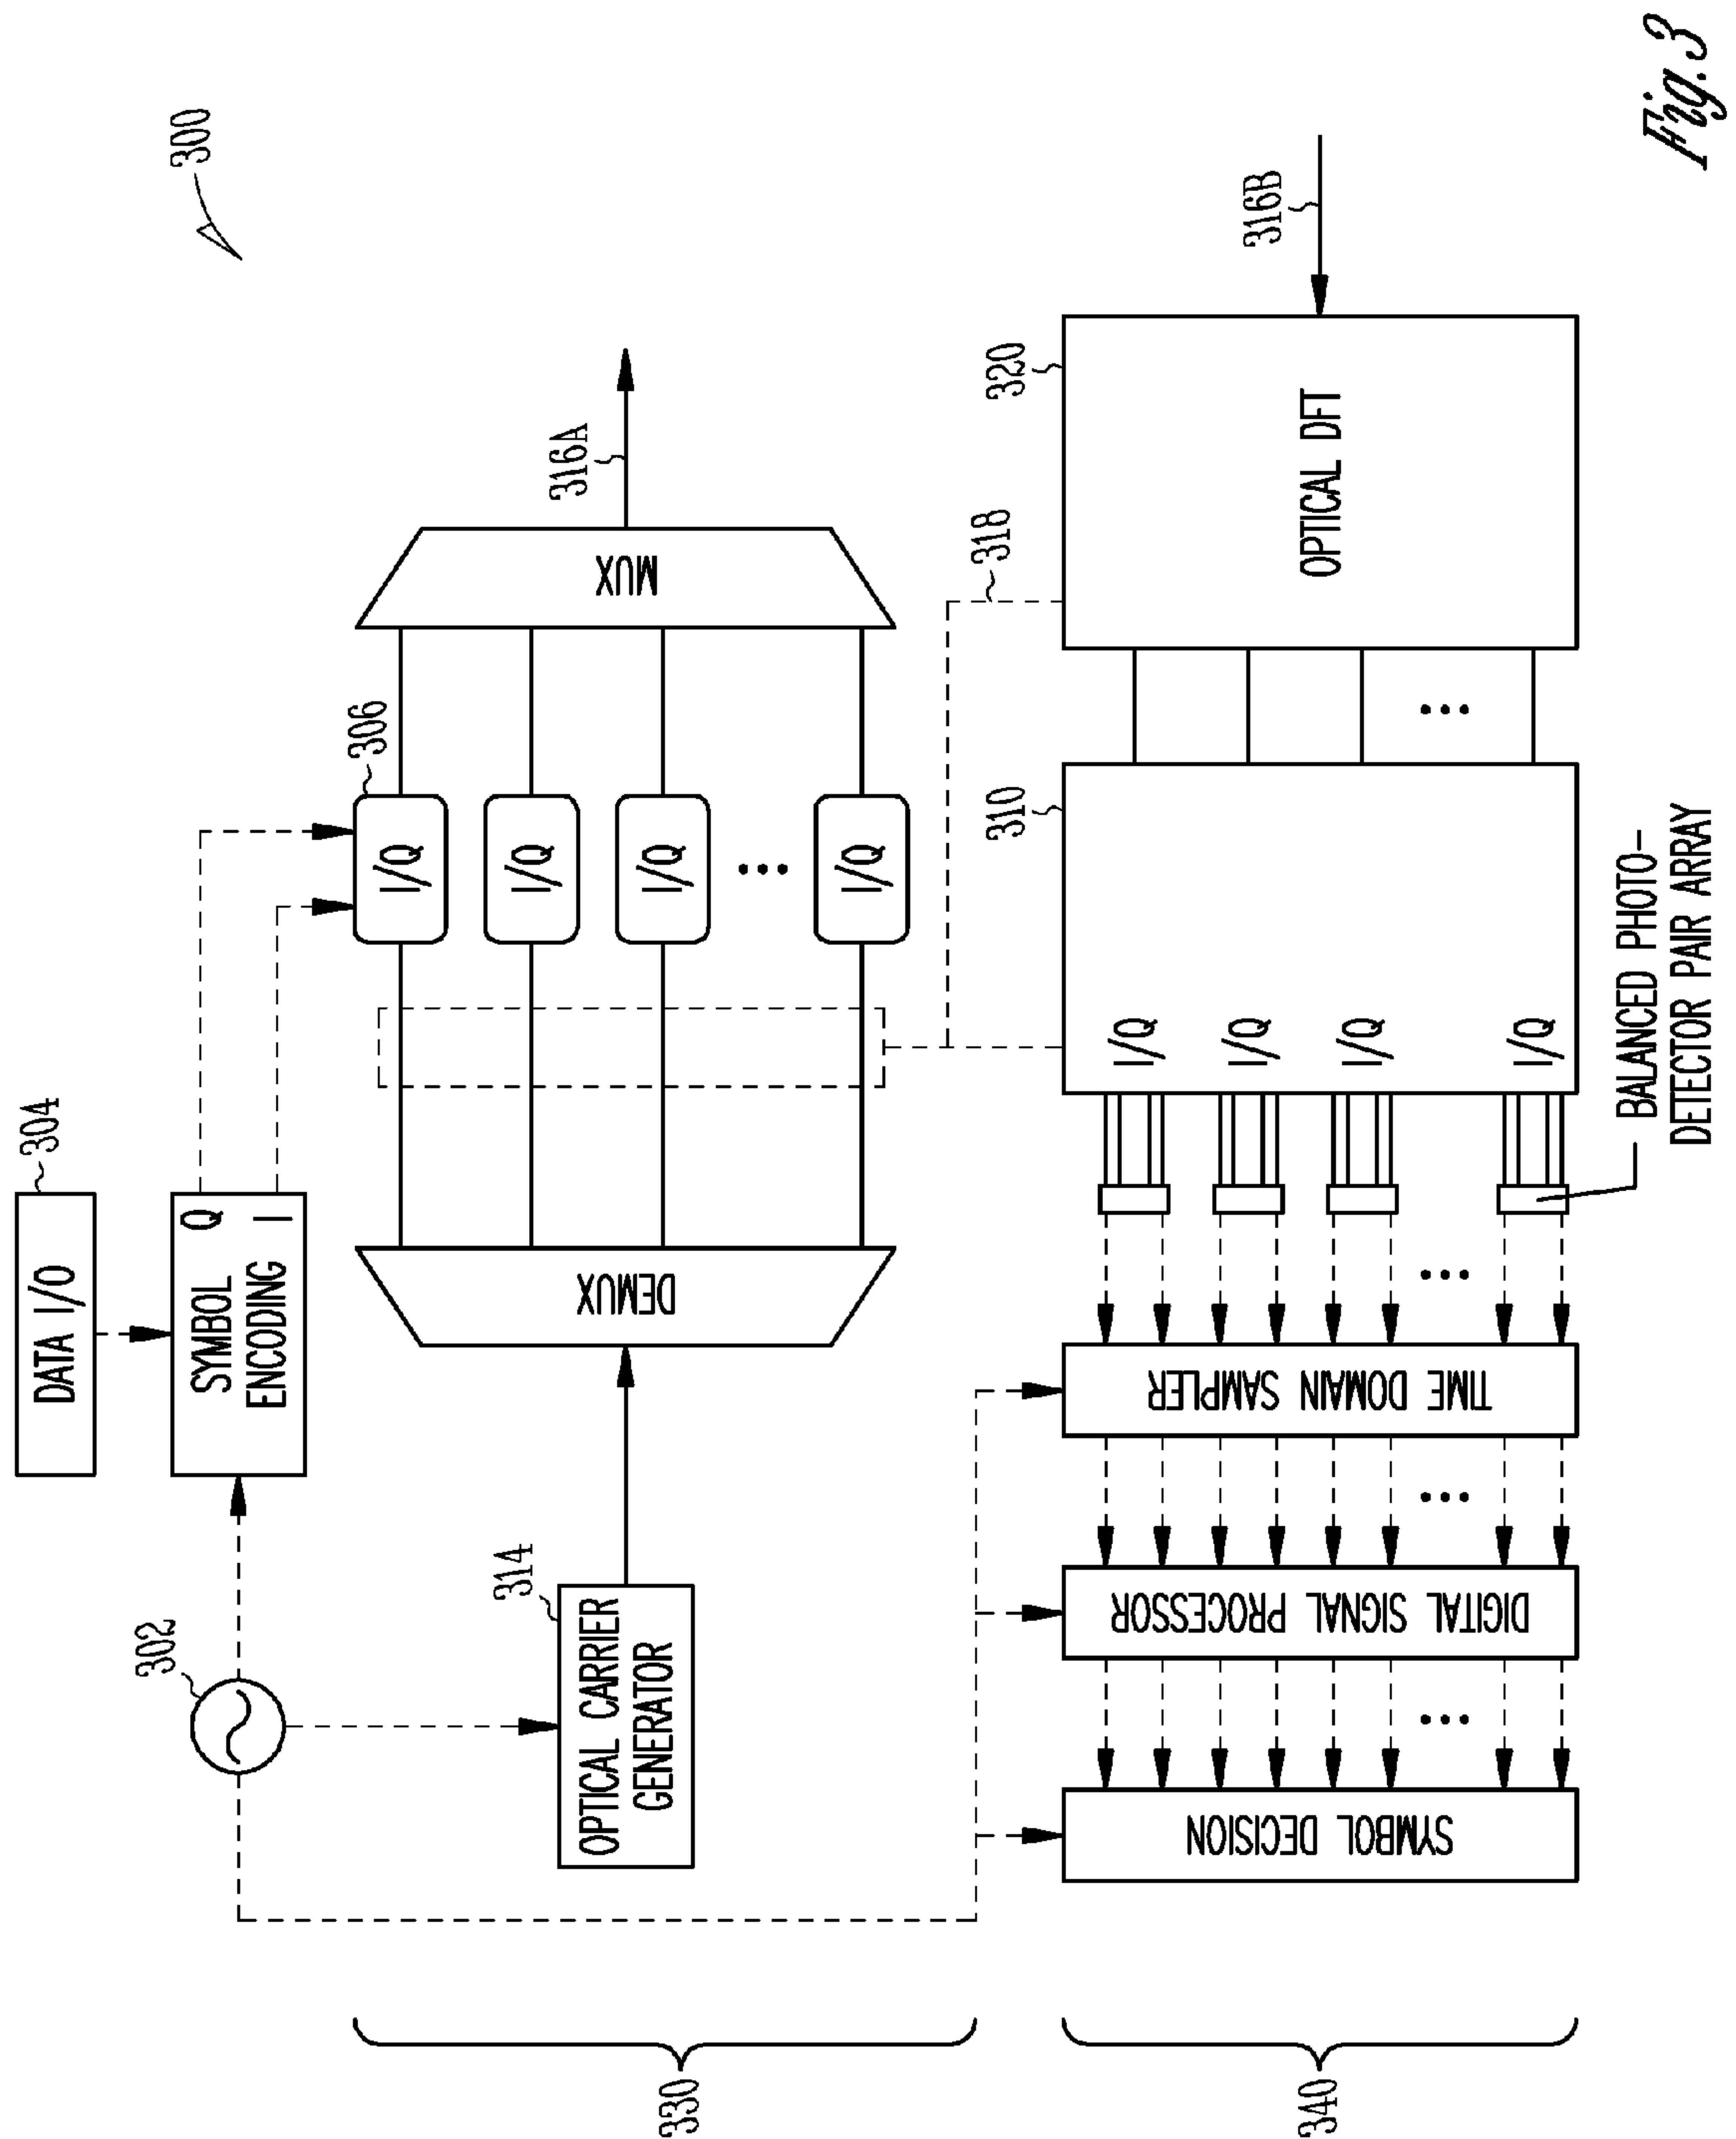 300
304
DATA I/O
302
SYMBOL
ENCODING
Q
I
306
314
OPTICAL CARRIER
GENERATOR
DEMUX
I/Q
I/Q
I/Q
I/Q
MUX
316A
330
318
310
320
316B
SYMBOL DECISION
DIGITAL SIGNAL PROCESSOR
TIME DOMAIN SAMPLER
I/Q
I/Q
I/Q
I/Q
OPTICAL DFT
340
BALANCED PHOTO-
DETECTOR PAIR ARRAY
Fig. 3